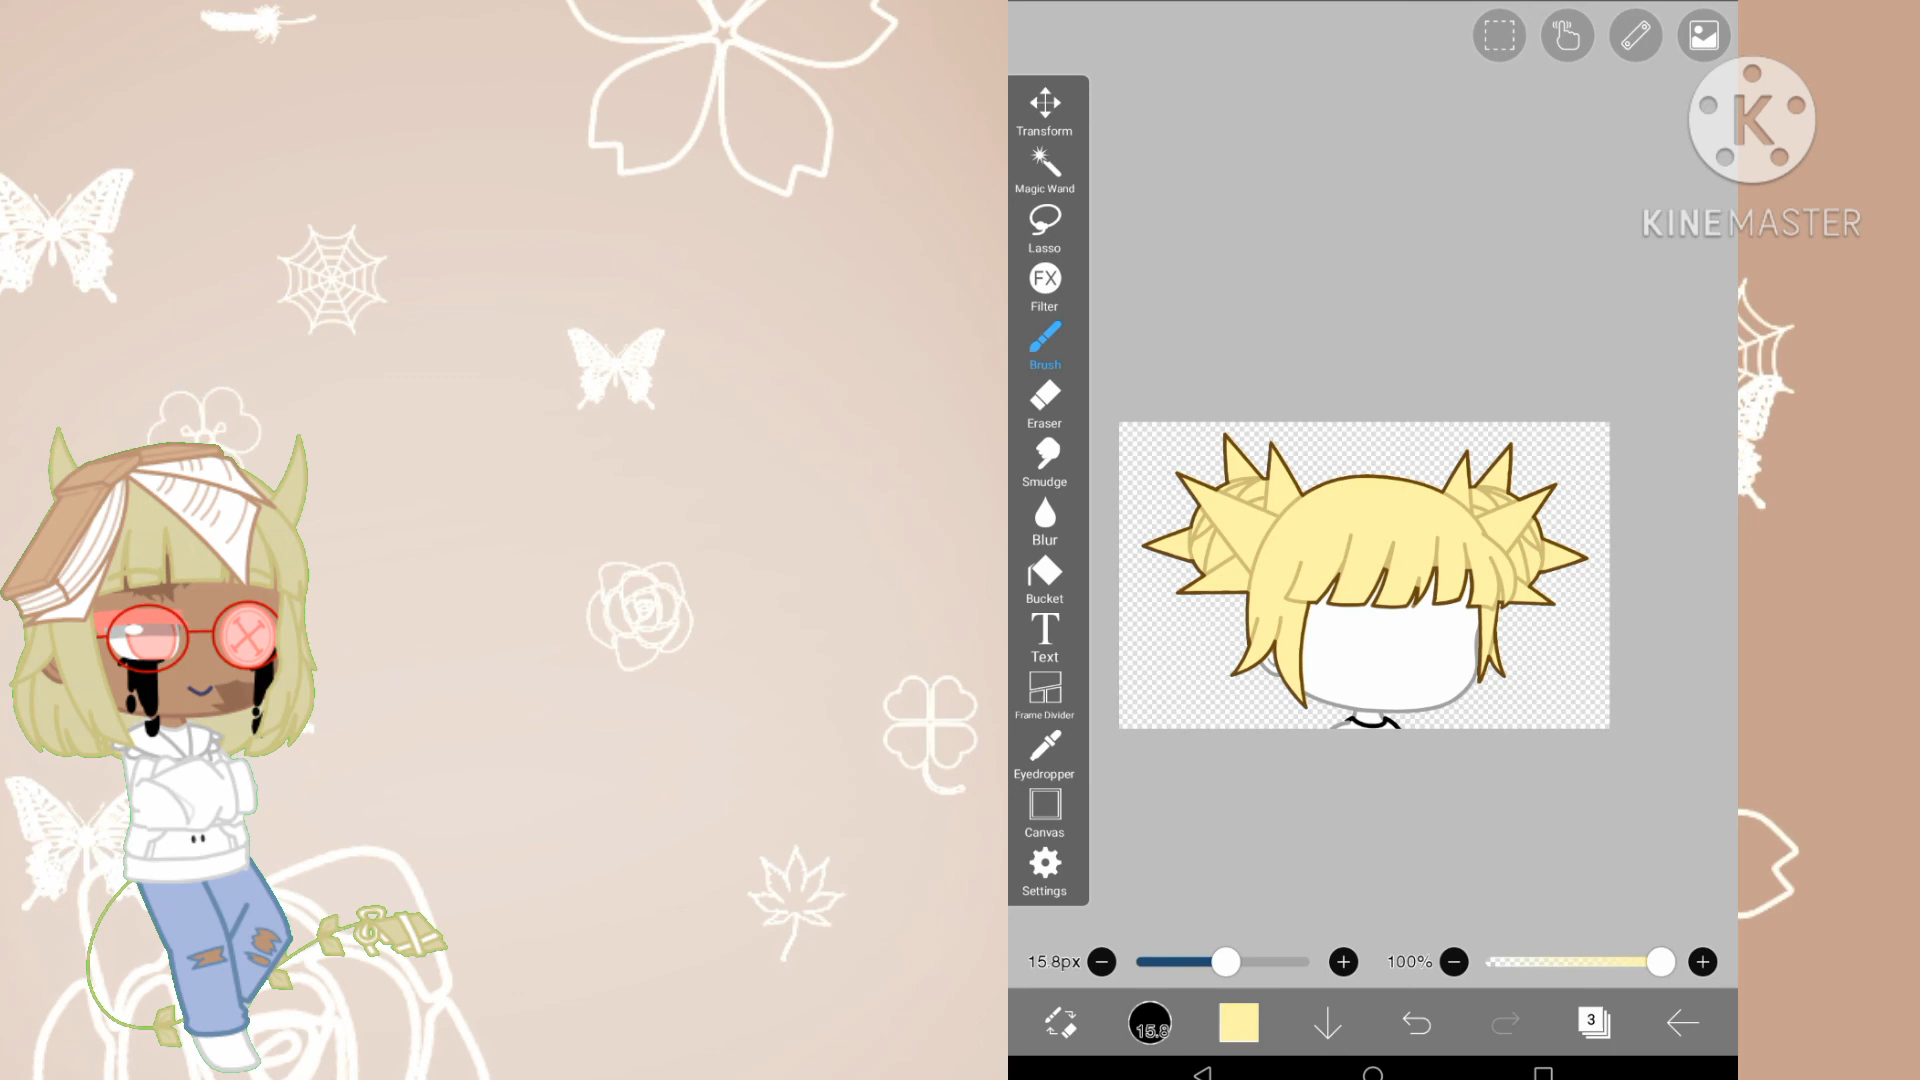 Transform
Magic Wand
Lasso
FX
Filter
Brush
Eraser
Smudge
Blur
Bucket
T
Text
Frame Divider
Eyedropper
Canvas
Settings
K
KINEMASTER
15.8px
100%
15.8
3